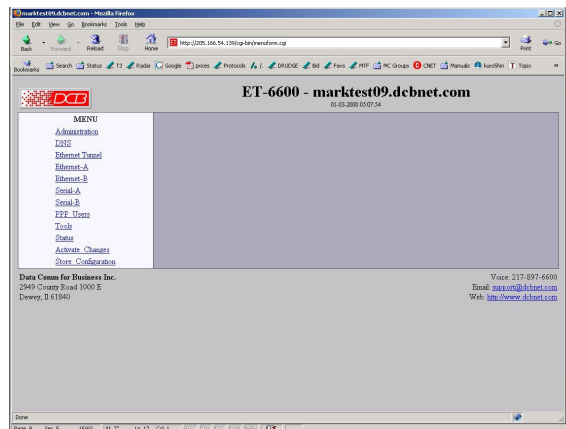 marktest09.dcbnet.com - Mozilla Firefox
File Edit View Go Bookmarks Tools Help
Back Forward Reload Stop Home http://205.166.54.139/cgi-bin/menuform.cgi Print Go
Bookmarks Search Status T3 Radar Google prices Protocols /. DRUDGE Bid Favs MTF MC Groups CNET Manuals kuro5hin Topix »
DCB
ET-6600 - marktest09.dcbnet.com
01-03-2000 05:07:54
MENU
Administration
DNS
Ethernet Tunnel
Ethernet-A
Ethernet-B
Serial-A
Serial-B
PPP Users
Tools
Status
Activate Changes
Store Configuration
Data Comm for Business Inc.
2949 County Road 1000 E
Dewey, Il 61840
Voice: 217-897-6600
Email: support@dcbnet.com
Web: http://www.dcbnet.com
Done